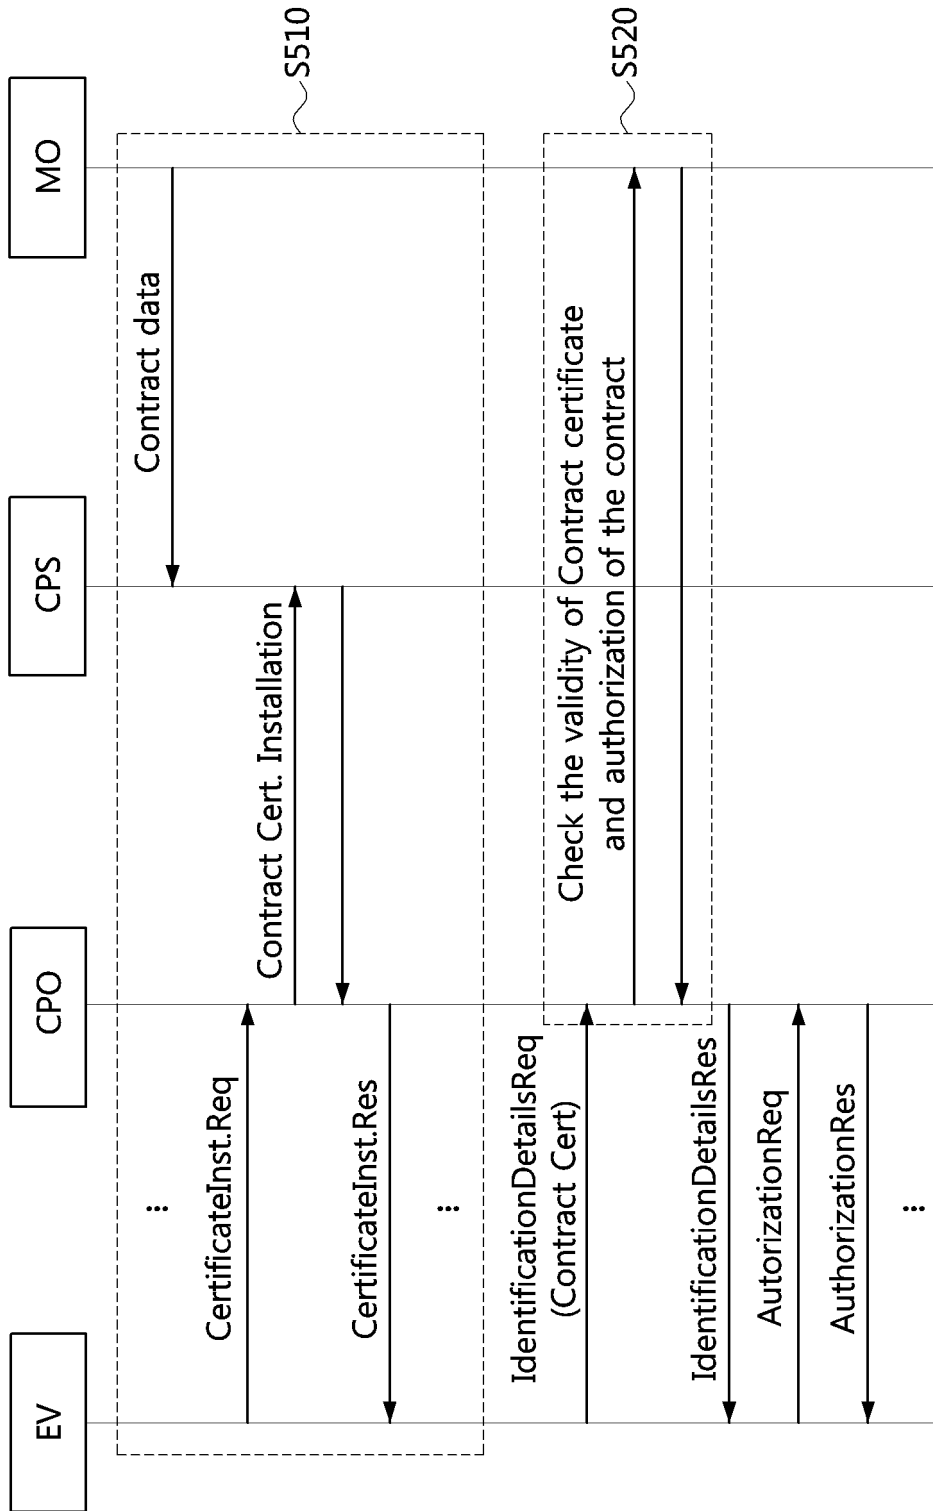 EV
CPO
CPS
MO
Contract data
S510
...
CertificateInst.Req
Contract Cert. Installation
CertificateInst.Res
...
IdentificationDetailsReq
(Contract Cert)
Check the validity of Contract certificate
and authorization of the contract
S520
IdentificationDetailsRes
AutorizationReq
AuthorizationRes
...